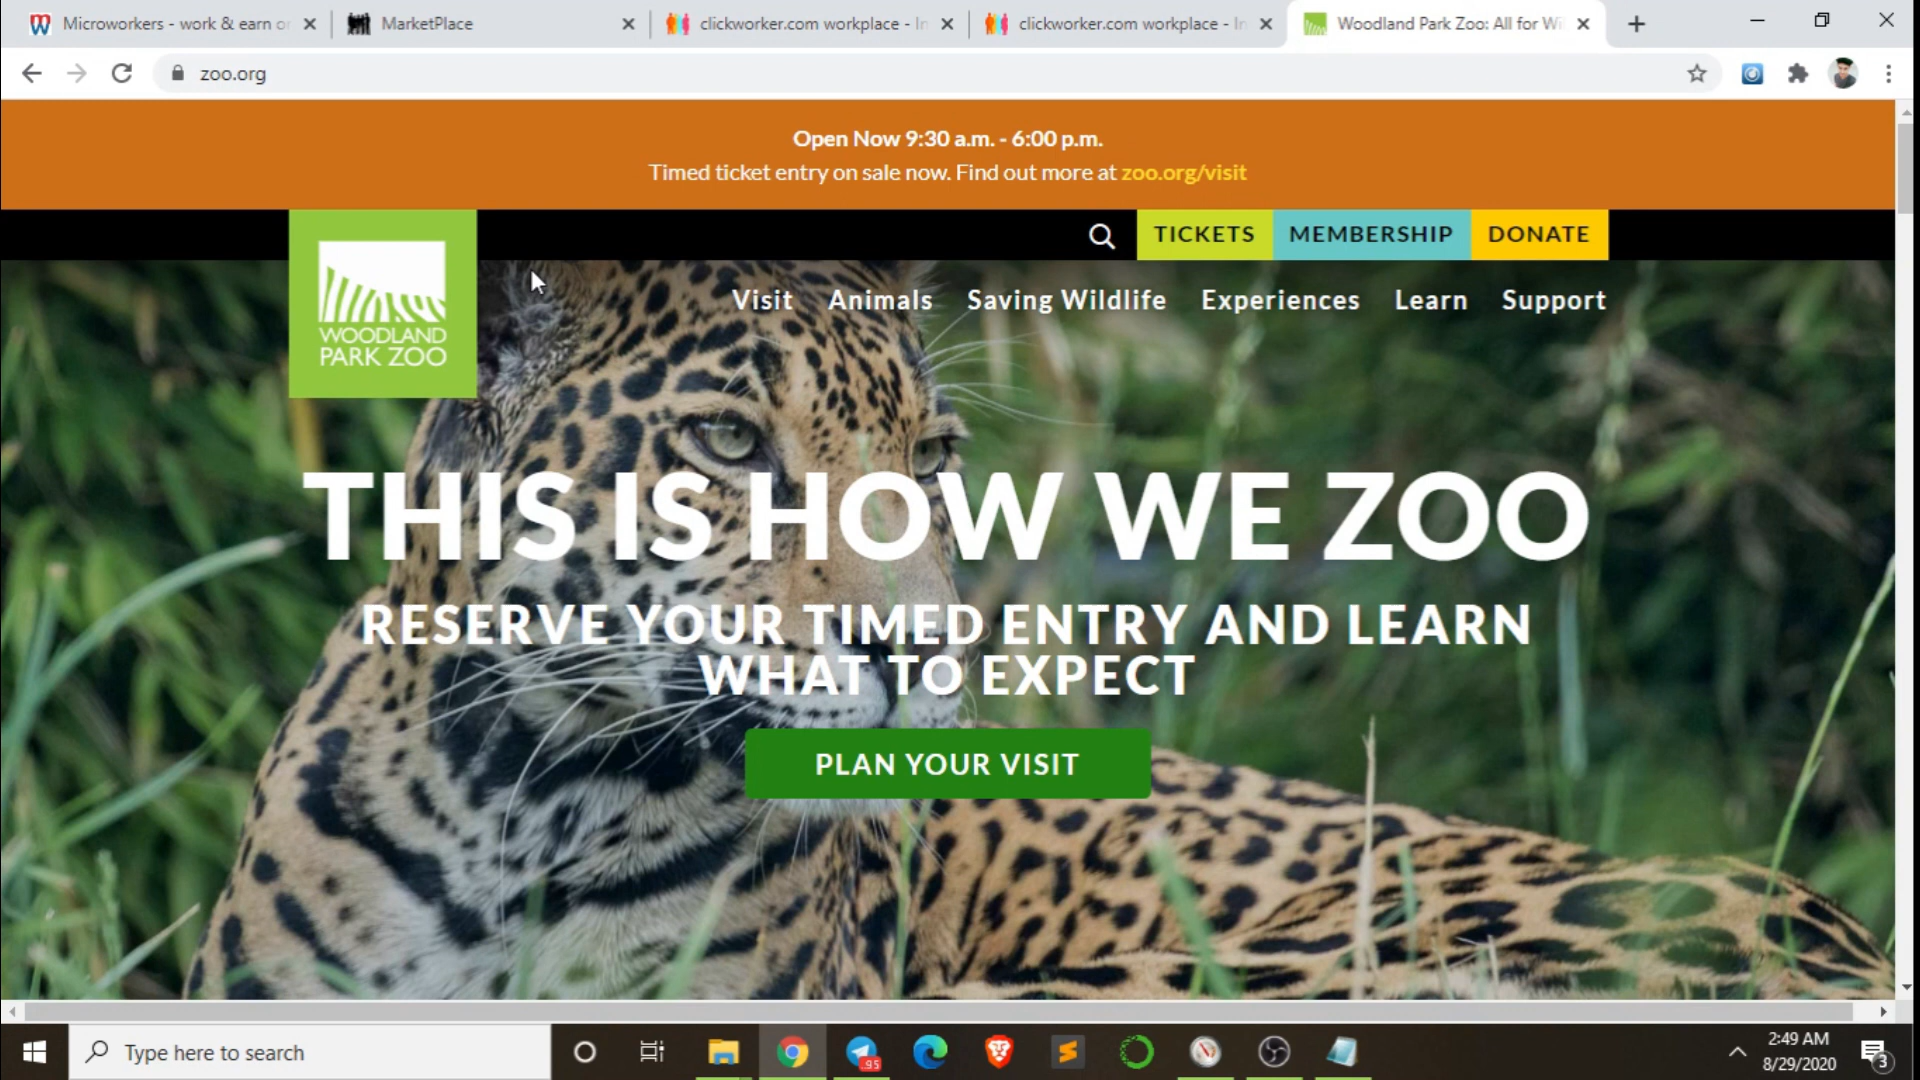 Microworkers - work & earn or
MarketPlace
clickworker.com workplace - In
clickworker.com workplace - In
Woodland Park Zoo: All for Wi
zoo.org
Open Now 9:30 a.m. - 6:00 p.m.
Timed ticket entry on sale now. Find out more at zoo.org/visit
TICKETS
MEMBERSHIP
DONATE
WOODLAND
PARK ZOO
Visit
Animals
Saving Wildlife
Experiences
Learn
Support
THIS IS HOW WE ZOO
RESERVE YOUR TIMED ENTRY AND LEARN
WHAT TO EXPECT
PLAN YOUR VISIT
Type here to search
95
2:49 AM
8/29/2020
3